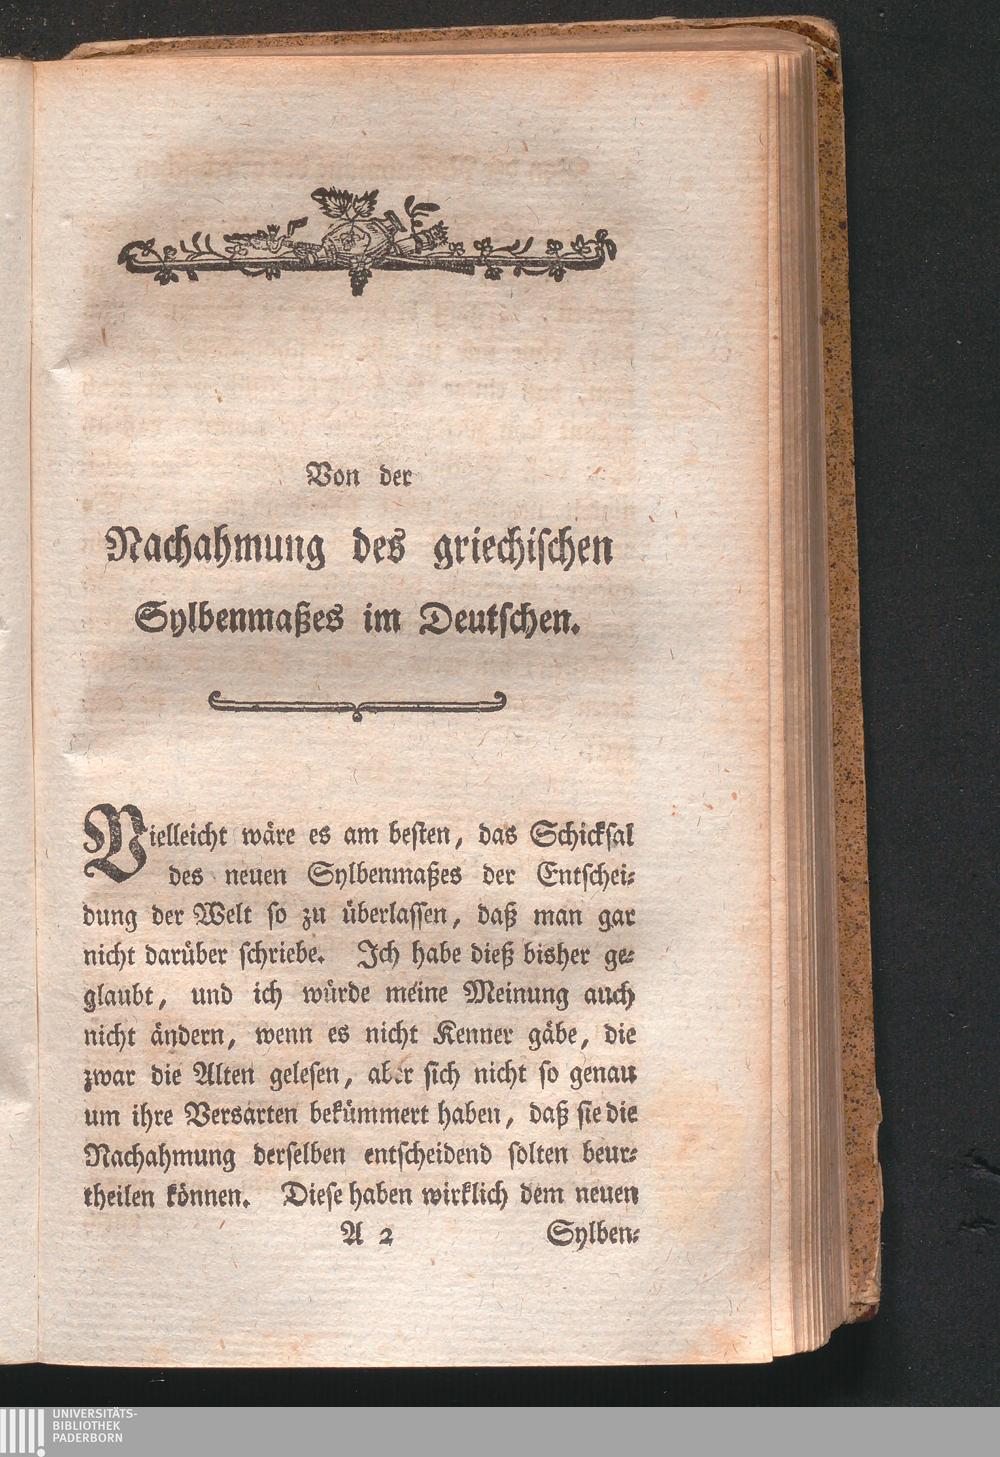 Von der
Nachahmung des griechischen
Sylbenmaßes im Deutschen.
Vielleicht wäre es am besten, das Schicksal
des neuen Sylbenmaßes der Entschei⸗
dung der Welt so zu überlassen, daß man gar
nicht darüber schriebe. Ich habe dieß bisher ge⸗
glaubt, und ich würde meine Meinung auch
nicht ändern, wenn es nicht Kenner gäbe, die
zwar die Alten gelesen, aber sich nicht so genau
um ihre Versarten bekümmert haben, daß sie die
Nachahmung derselben entscheidend solten beur⸗
theilen können. Diese haben wirklich dem neuen
A 2 Sylben⸗
UNIVERSITÄTS-
BIBLIOTHEK
PADERBORN